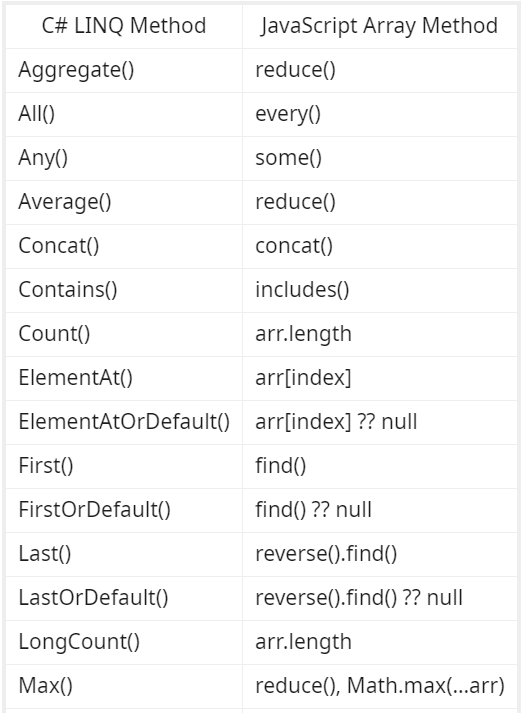 C# LINQ Method JavaScript Array Method
Aggregate() reduce()
All() every()
Any() some()
Average() reduce()
Concat() concat()
Contains() includes()
Count() arr.length
ElementAt() arr[index]
ElementAtOrDefault() arr[index] ?? null
First() find()
FirstOrDefault() find() ?? null
Last() reverse().find()
LastOrDefault() reverse().find() ?? null
LongCount() arr.length
Max() reduce(), Math.max(...arr)